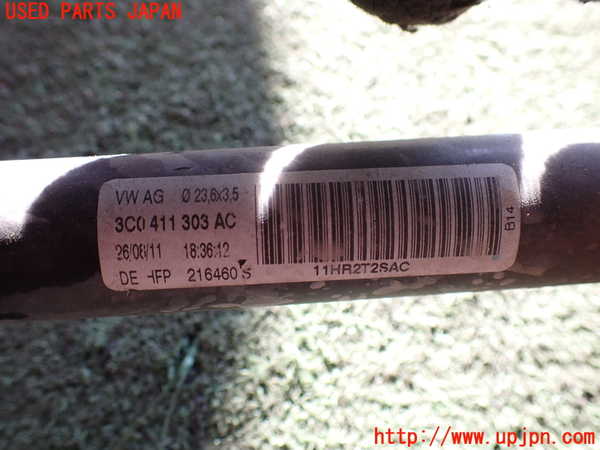 USED PARTS JAPAN
VW AG Ø 23,6x3,5
3C0 411 303 AC
26/08/11 18:36:12
DE HFP 216460 S
11HR2T2SAC
B14
http://www.upjpn.com/